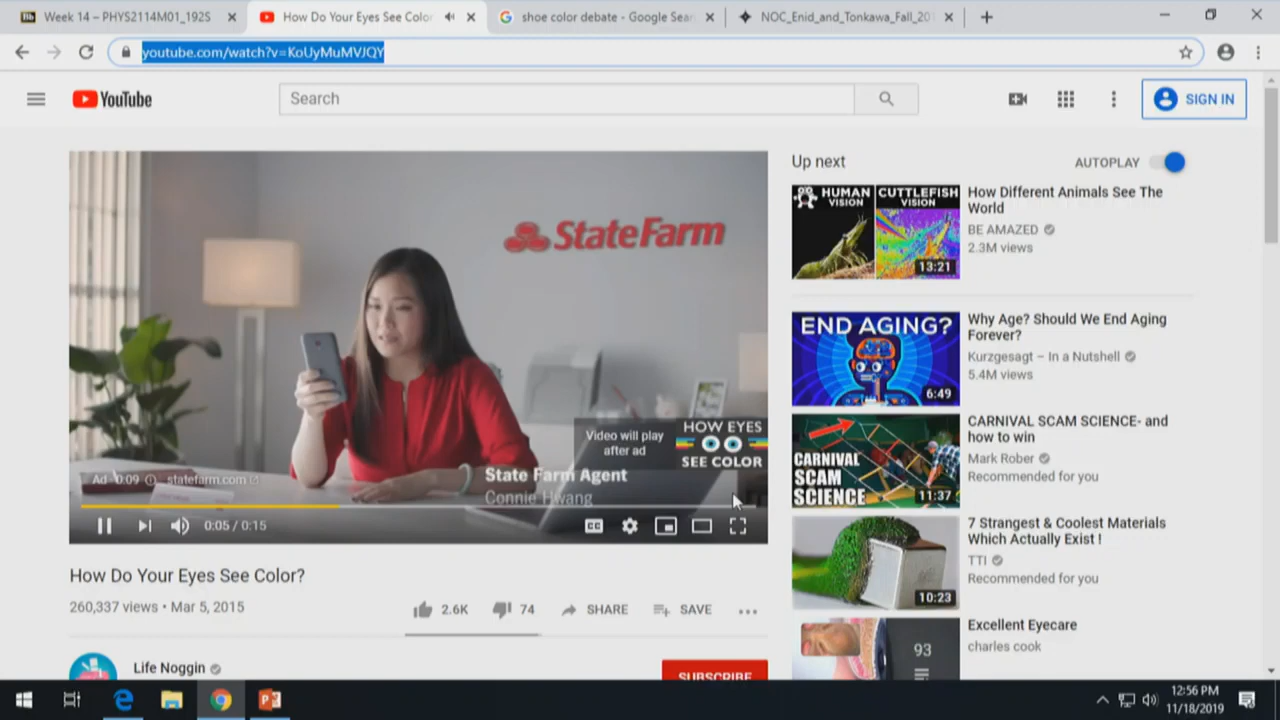 Week 14 – PHYS2114M01_192S
How Do Your Eyes See Color
shoe color debate - Google Sear
NOC_Enid_and_Tonkawa_Fall_201
youtube.com/watch?v=KoUyMuMVJQY
YouTube
Search
SIGN IN
StateFarm
Video will play
after ad
HOW EYES
SEE COLOR
State Farm Agent
Connie Hwang
Ad · 0:09
statefarm.com
0:05 / 0:15
CC
How Do Your Eyes See Color?
260,337 views • Mar 5, 2015
2.6K
74
SHARE
SAVE
Life Noggin
SUBSCRIBE
Up next
AUTOPLAY
HUMAN
VISION
CUTTLEFISH
VISION
13:21
How Different Animals See The
World
BE AMAZED
2.3M views
END AGING?
6:49
Why Age? Should We End Aging
Forever?
Kurzgesagt – In a Nutshell
5.4M views
CARNIVAL
SCAM
SCIENCE
11:37
CARNIVAL SCAM SCIENCE- and
how to win
Mark Rober
Recommended for you
10:23
7 Strangest & Coolest Materials
Which Actually Exist !
TTI
Recommended for you
93
Excellent Eyecare
charles cook
12:56 PM
11/18/2019